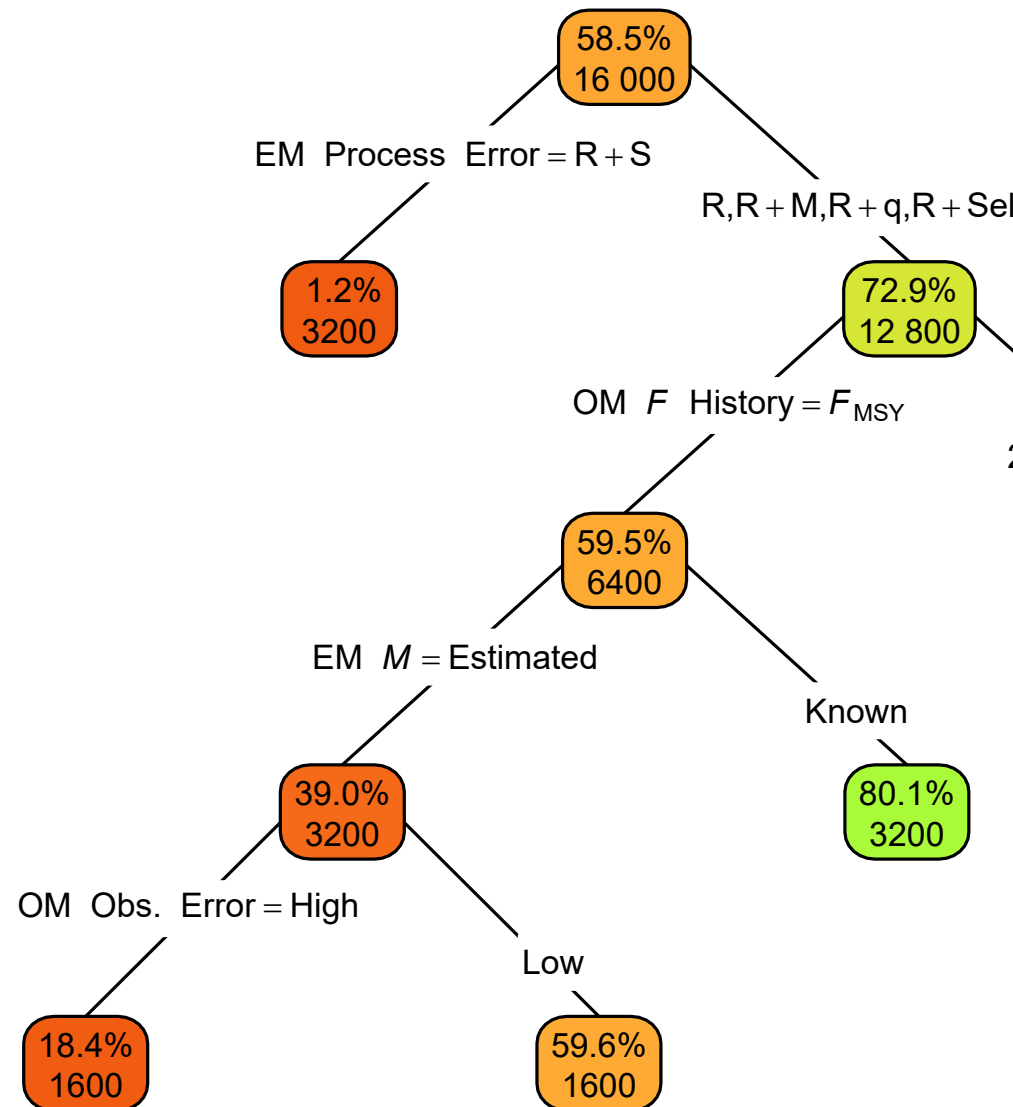 58.5%
16 000
EM Process Error = R + S
R,R + M,R + q,R + Sel
1.2%
3200
72.9%
12 800
OM F History = F_MSY
2
59.5%
6400
EM M = Estimated
Known
39.0%
3200
80.1%
3200
OM Obs. Error = High
Low
18.4%
1600
59.6%
1600